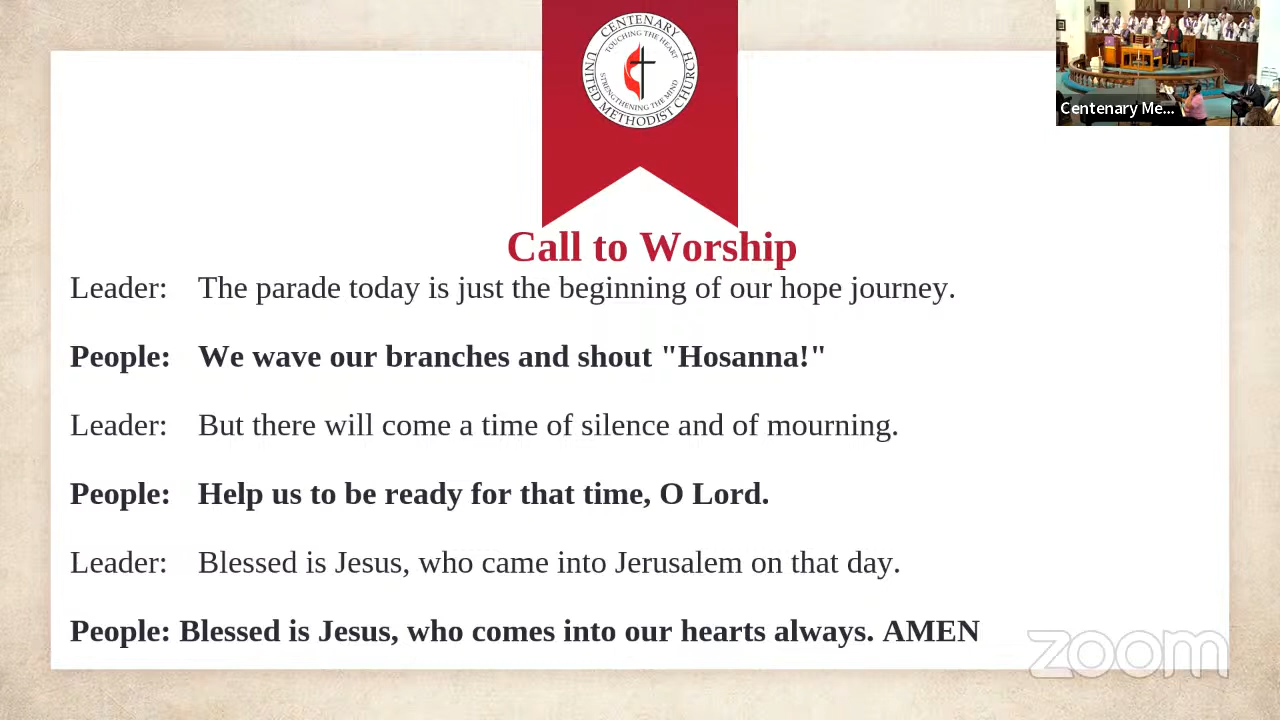 CENTENARY
TOUCHING THE HEART
STRENGTHENING THE MIND
UNITED METHODIST CHURCH
Centenary Me...
Call to Worship
Leader: The parade today is just the beginning of our hope journey.
People: We wave our branches and shout "Hosanna!"
Leader: But there will come a time of silence and of mourning.
People: Help us to be ready for that time, O Lord.
Leader: Blessed is Jesus, who came into Jerusalem on that day.
People: Blessed is Jesus, who comes into our hearts always. AMEN
zoom